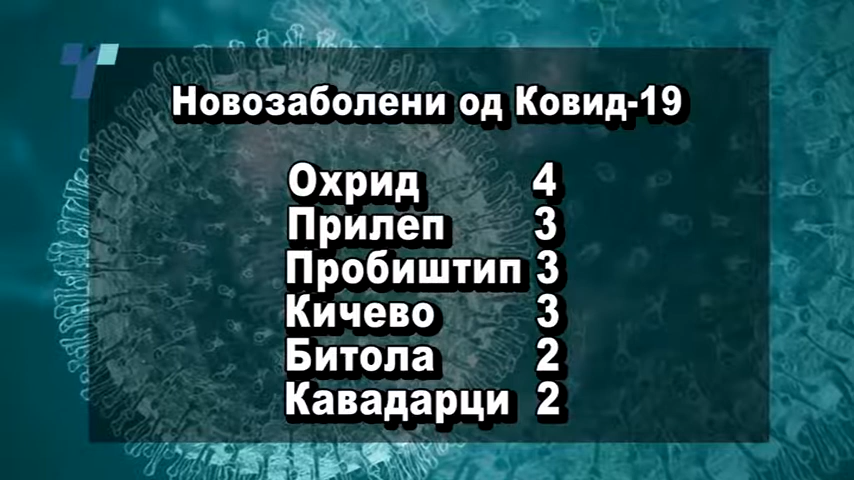 Новозаболени од Ковид-19
Охрид 4
Прилеп 3
Пробиштип 3
Кичево 3
Битола 2
Кавадарци 2